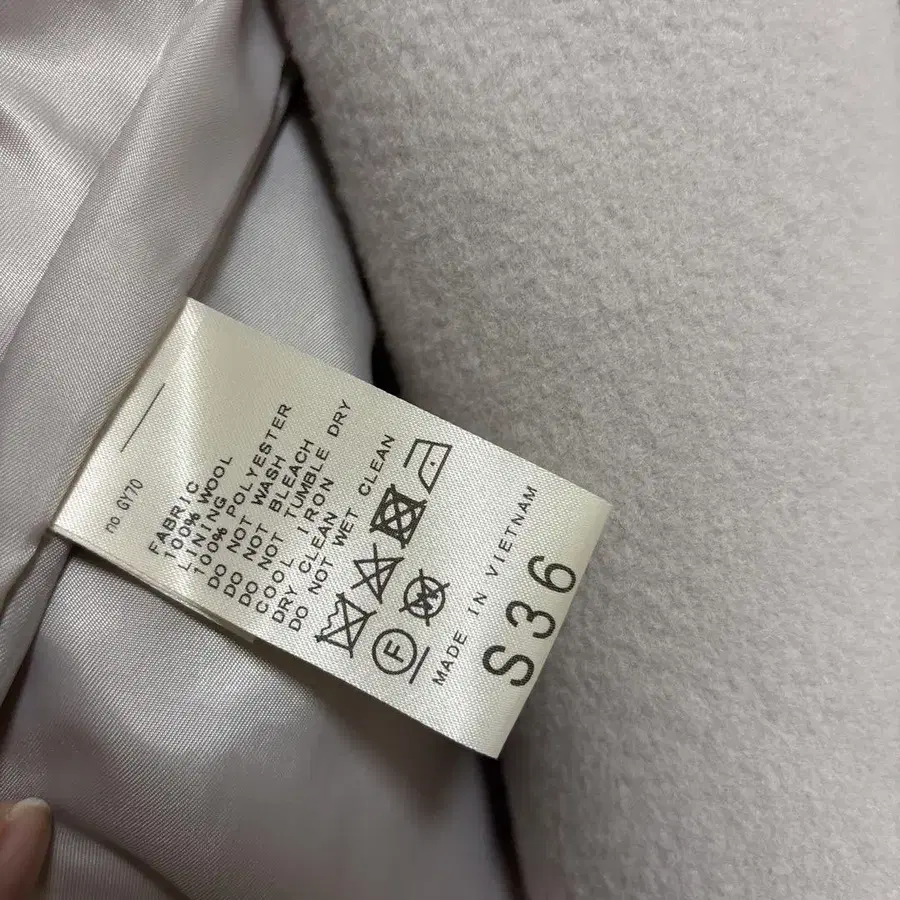 no. GY70
FABRIC
100% WOOL
LINING
100% POLYESTER
DO NOT WASH
DO NOT BLEACH
DO NOT TUMBLE DRY
COOL IRON
DRY CLEAN
DO NOT WET CLEAN
F
W
MADE IN VIETNAM
S36